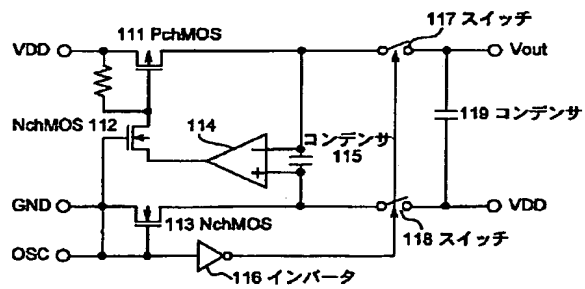 111 PchMOS
117 スイッチ
VDD
Vout
NchMOS 112
114
コンデンサ
115
119 コンデンサ
GND
VDD
113 NchMOS
118 スイッチ
OSC
116 インバータ